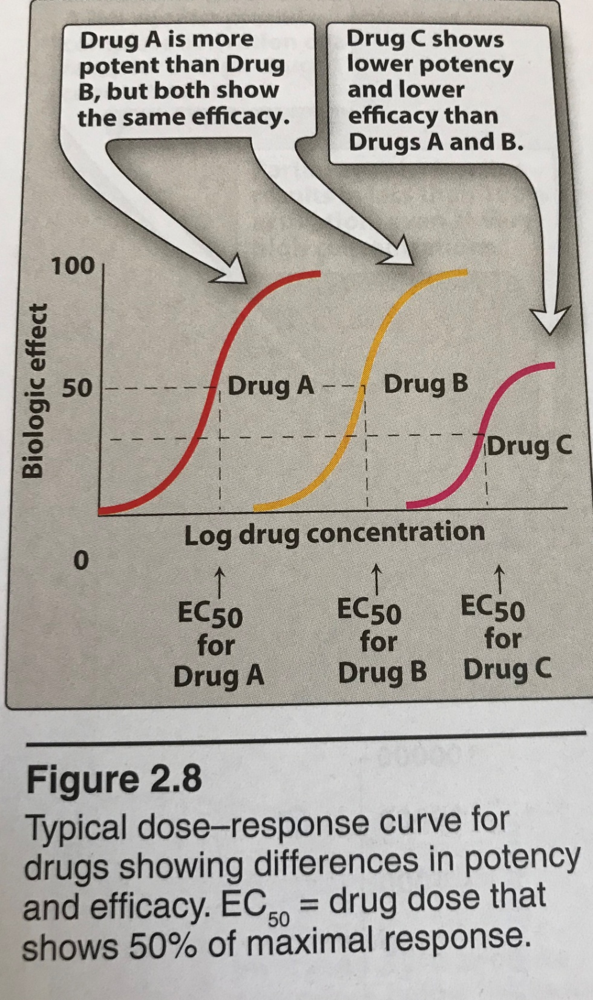 Drug A is more
potent than Drug
B, but both show
the same efficacy.
Drug C shows
lower potency
and lower
efficacy than
Drugs A and B.
100
50
0
Biologic effect
Drug A
Drug B
Drug C
Log drug concentration
EC50
for
Drug A
EC50
for
Drug B
EC50
for
Drug C
Figure 2.8
Typical dose–response curve for
drugs showing differences in potency
and efficacy. EC50 = drug dose that
shows 50% of maximal response.